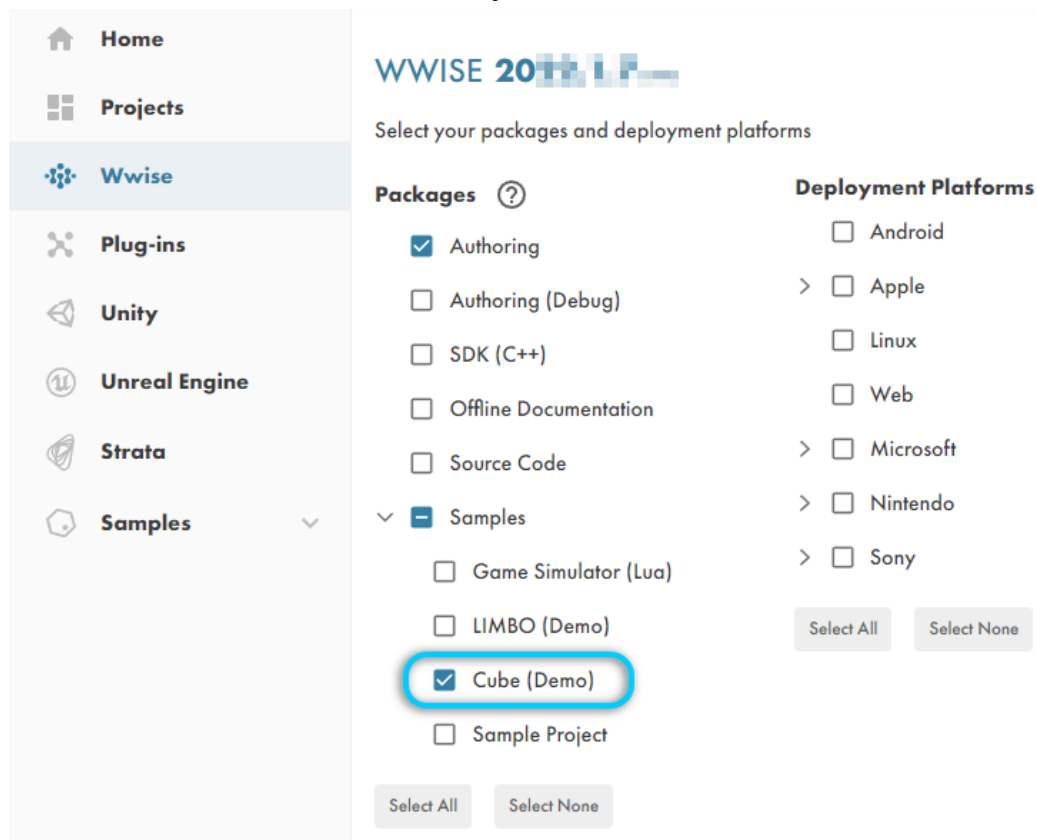 Home
Projects
Wwise
Plug-ins
Unity
Unreal Engine
Strata
Samples
WWISE 20
Select your packages and deployment platforms
Packages
Authoring
Authoring (Debug)
SDK (C++)
Offline Documentation
Source Code
Samples
Game Simulator (Lua)
LIMBO (Demo)
Cube (Demo)
Sample Project
Select All
Select None
Deployment Platforms
Android
Apple
Linux
Web
Microsoft
Nintendo
Sony
Select All
Select None